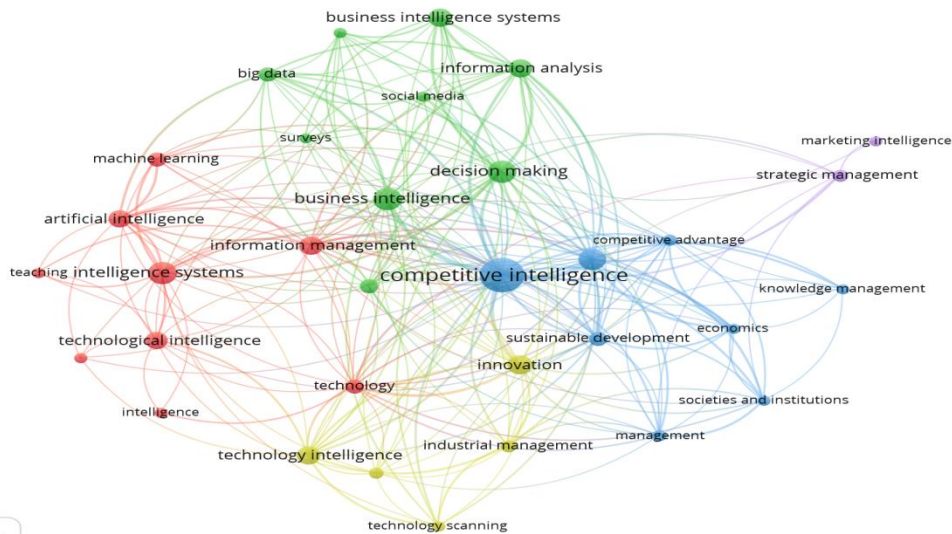 business intelligence systems
big data
information analysis
social media
surveys
marketing intelligence
machine learning
decision making
strategic management
business intelligence
artificial intelligence
information management
competitive advantage
teaching
intelligence systems
competitive intelligence
knowledge management
economics
technological intelligence
sustainable development
innovation
technology
societies and institutions
intelligence
management
industrial management
technology intelligence
technology scanning